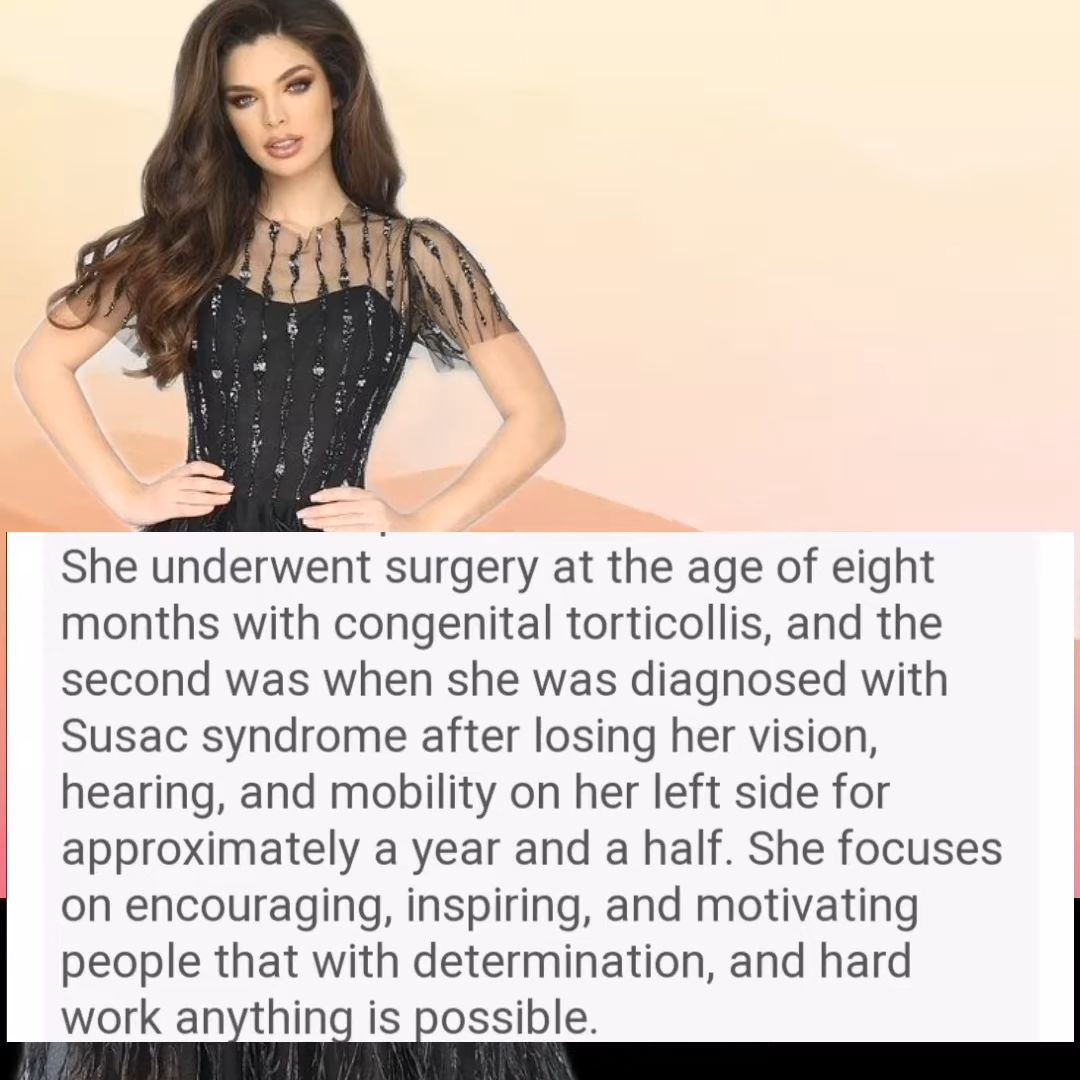 She underwent surgery at the age of eight
months with congenital torticollis, and the
second was when she was diagnosed with
Susac syndrome after losing her vision,
hearing, and mobility on her left side for
approximately a year and a half. She focuses
on encouraging, inspiring, and motivating
people that with determination, and hard
work anything is possible.